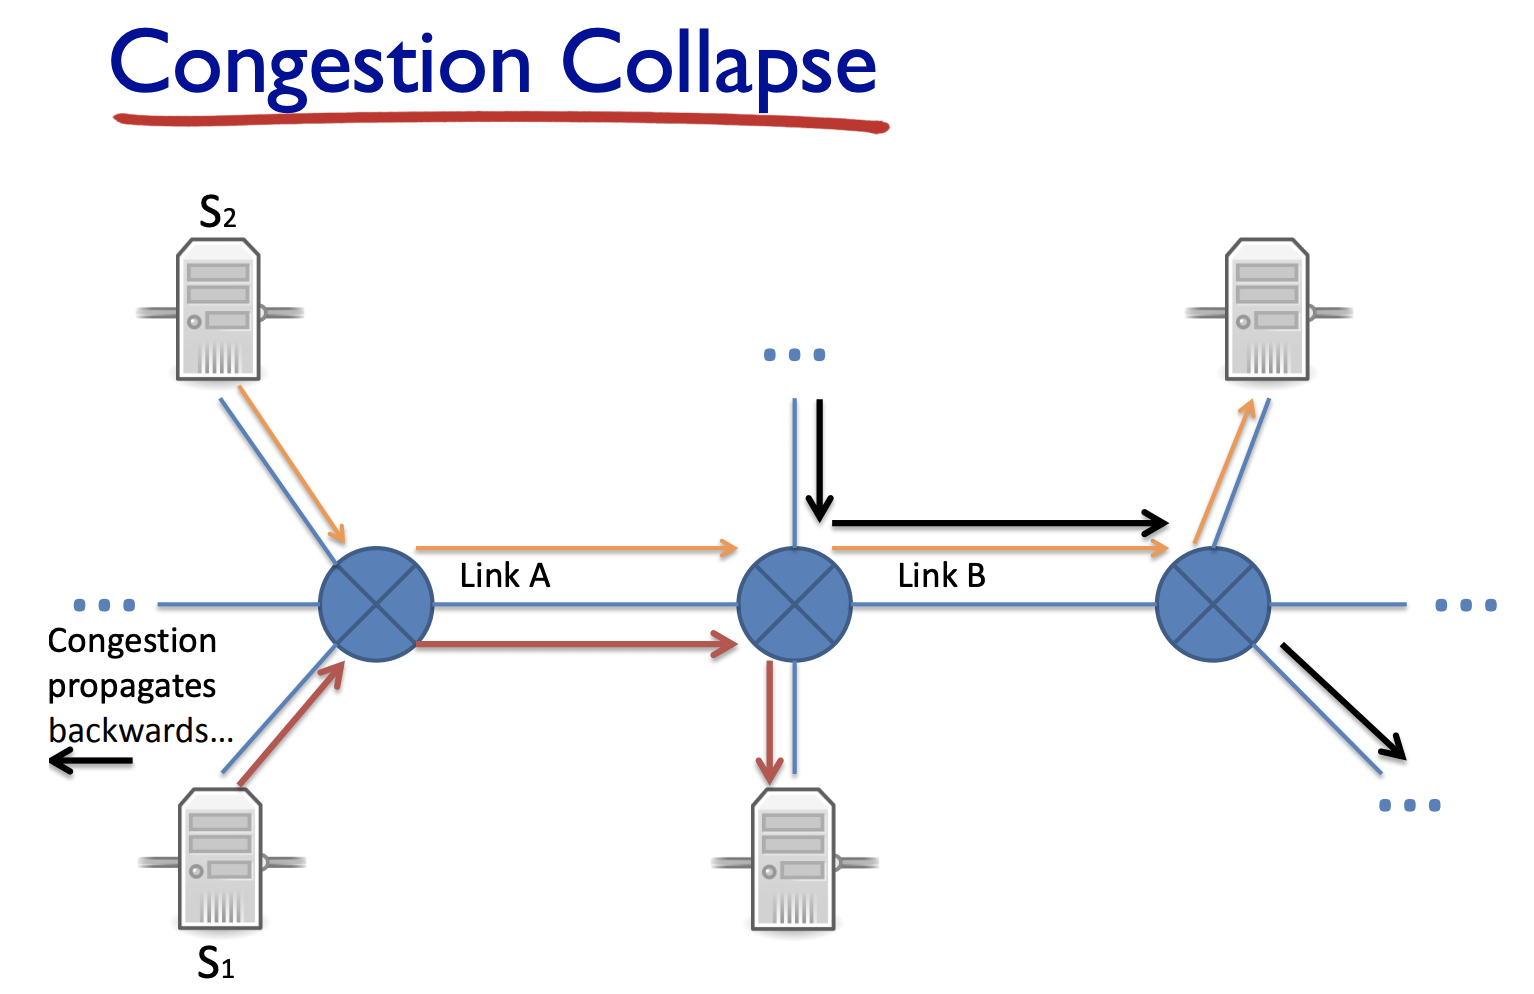 Congestion Collapse
S2
...
Link A
Link B
... ...
Congestion
propagates
backwards...
...
S1